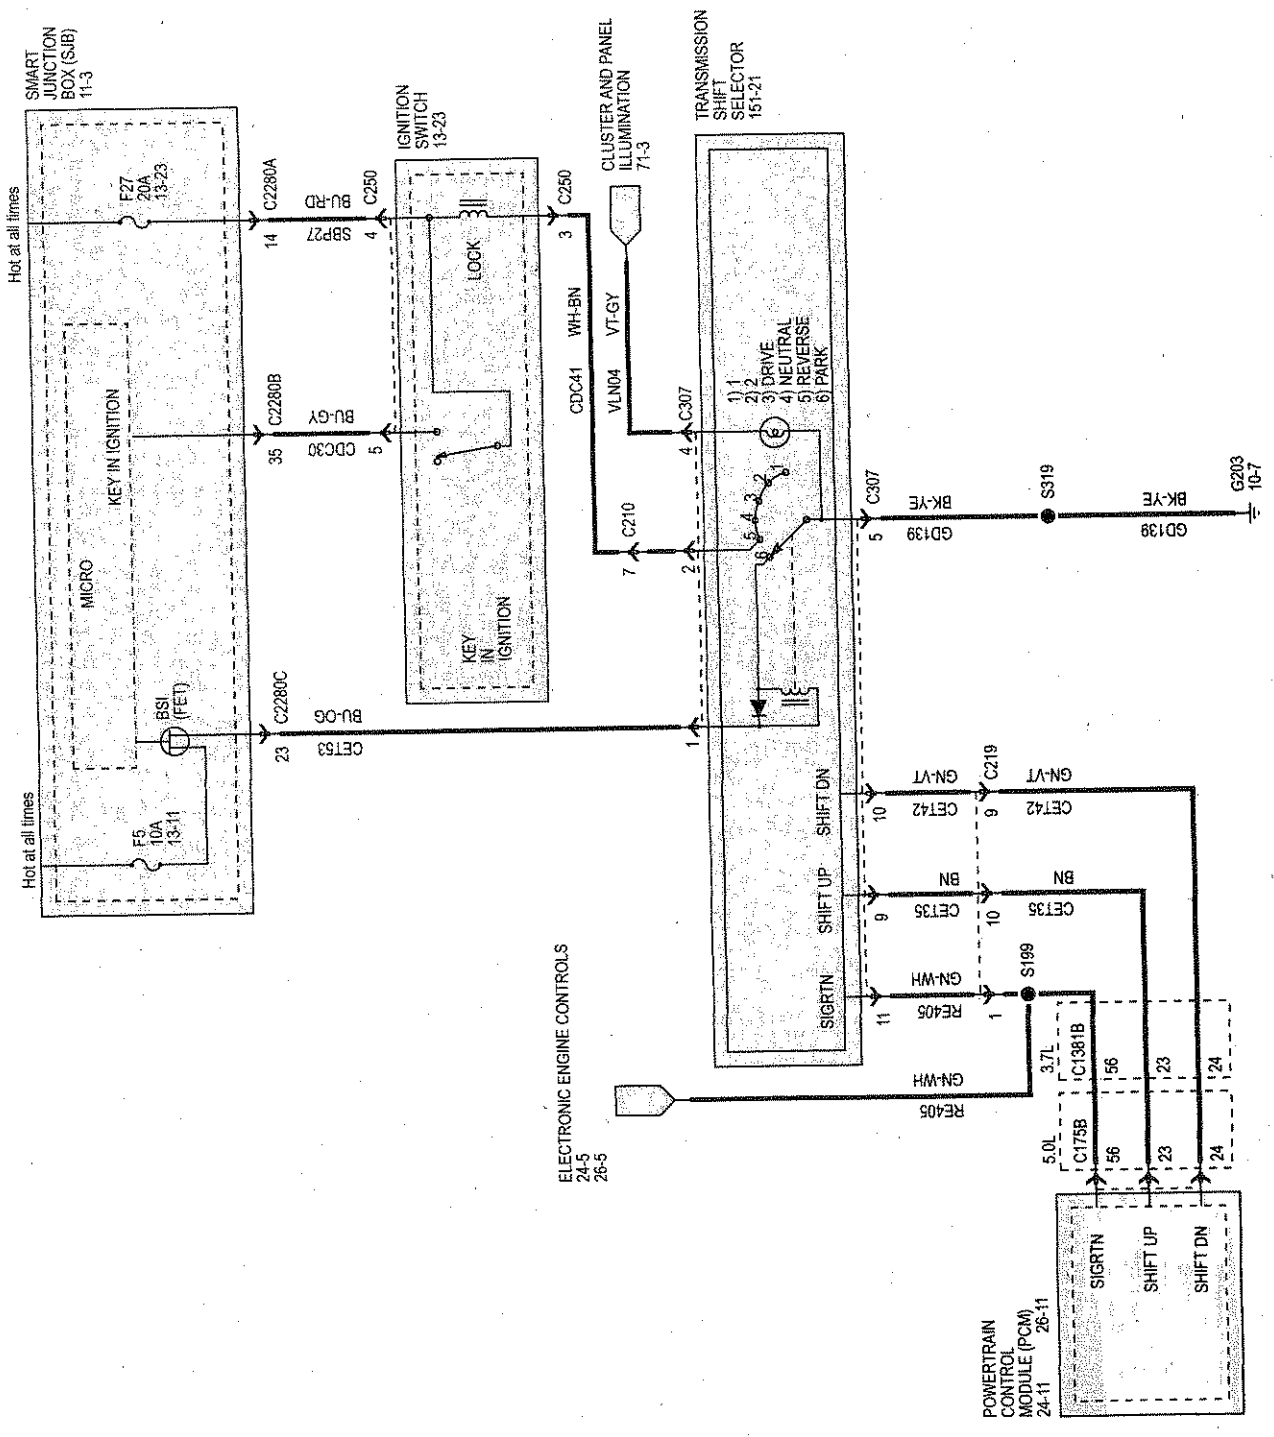 SMART
JUNCTION
BOX (SJB)
11-3
Hot at all times
Hot at all times
F27
20A
13-23
MICRO
KEY IN IGNITION
BSI
(FET)
F5
10A
13-11
14
C2280A
SBP27
BU-RD
4
C250
35
C2280B
CDC30
BU-GY
5
23
C2280C
CET53
BU-OG
1
IGNITION
SWITCH
13-23
LOCK
KEY
IN
IGNITION
3
C250
CDC41
WH-BN
7
C210
2
CLUSTER AND PANEL
ILLUMINATION
71-3
VLN04
VT-GY
4
C307
TRANSMISSION
SHIFT
SELECTOR
151-21
1) 1
2) 2
3) DRIVE
4) NEUTRAL
5) REVERSE
6) PARK
6
5
4
3
2
1
5
C307
GD139
BK-YE
S319
GD139
BK-YE
G203
10-7
SHIFT DN
SHIFT UP
SIGRTN
10
CET42
GN-VT
9
C219
CET42
GN-VT
9
CET35
BN
10
CET35
BN
11
RE405
GN-WH
1
S199
ELECTRONIC ENGINE CONTROLS
24-5
26-5
RE405
GN-WH
3.7L
C1381B
56
23
24
5.0L
C175B
56
23
24
SIGRTN
SHIFT UP
SHIFT DN
POWERTRAIN
CONTROL
MODULE (PCM)
24-11 26-11